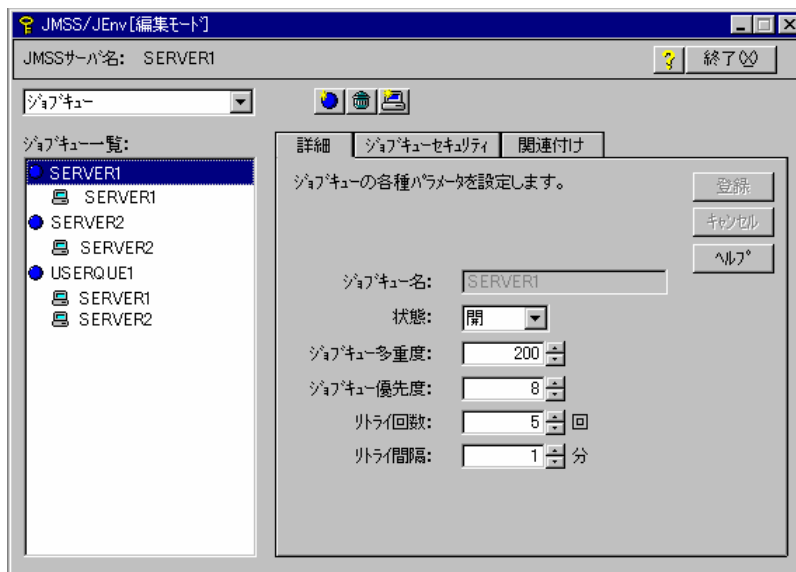 JMSS/JEnv[編集ﾓｰﾄﾞ]
JMSSｻｰﾊﾞ名: SERVER1
終了(X)
ｼﾞｮﾌﾞｷｭｰ
ｼﾞｮﾌﾞｷｭｰ一覧:
SERVER1
SERVER1
SERVER2
SERVER2
USERQUE1
SERVER1
SERVER2
詳細 ｼﾞｮﾌﾞｷｭｰｾｷｭﾘﾃｨ 関連付け
ｼﾞｮﾌﾞｷｭｰの各種ﾊﾟﾗﾒｰﾀを設定します。
登録
ｷｬﾝｾﾙ
ﾍﾙﾌﾟ
ｼﾞｮﾌﾞｷｭｰ名: SERVER1
状態: 開
ｼﾞｮﾌﾞｷｭｰ多重度: 200
ｼﾞｮﾌﾞｷｭｰ優先度: 8
ﾘﾄﾗｲ回数: 5 回
ﾘﾄﾗｲ間隔: 1 分